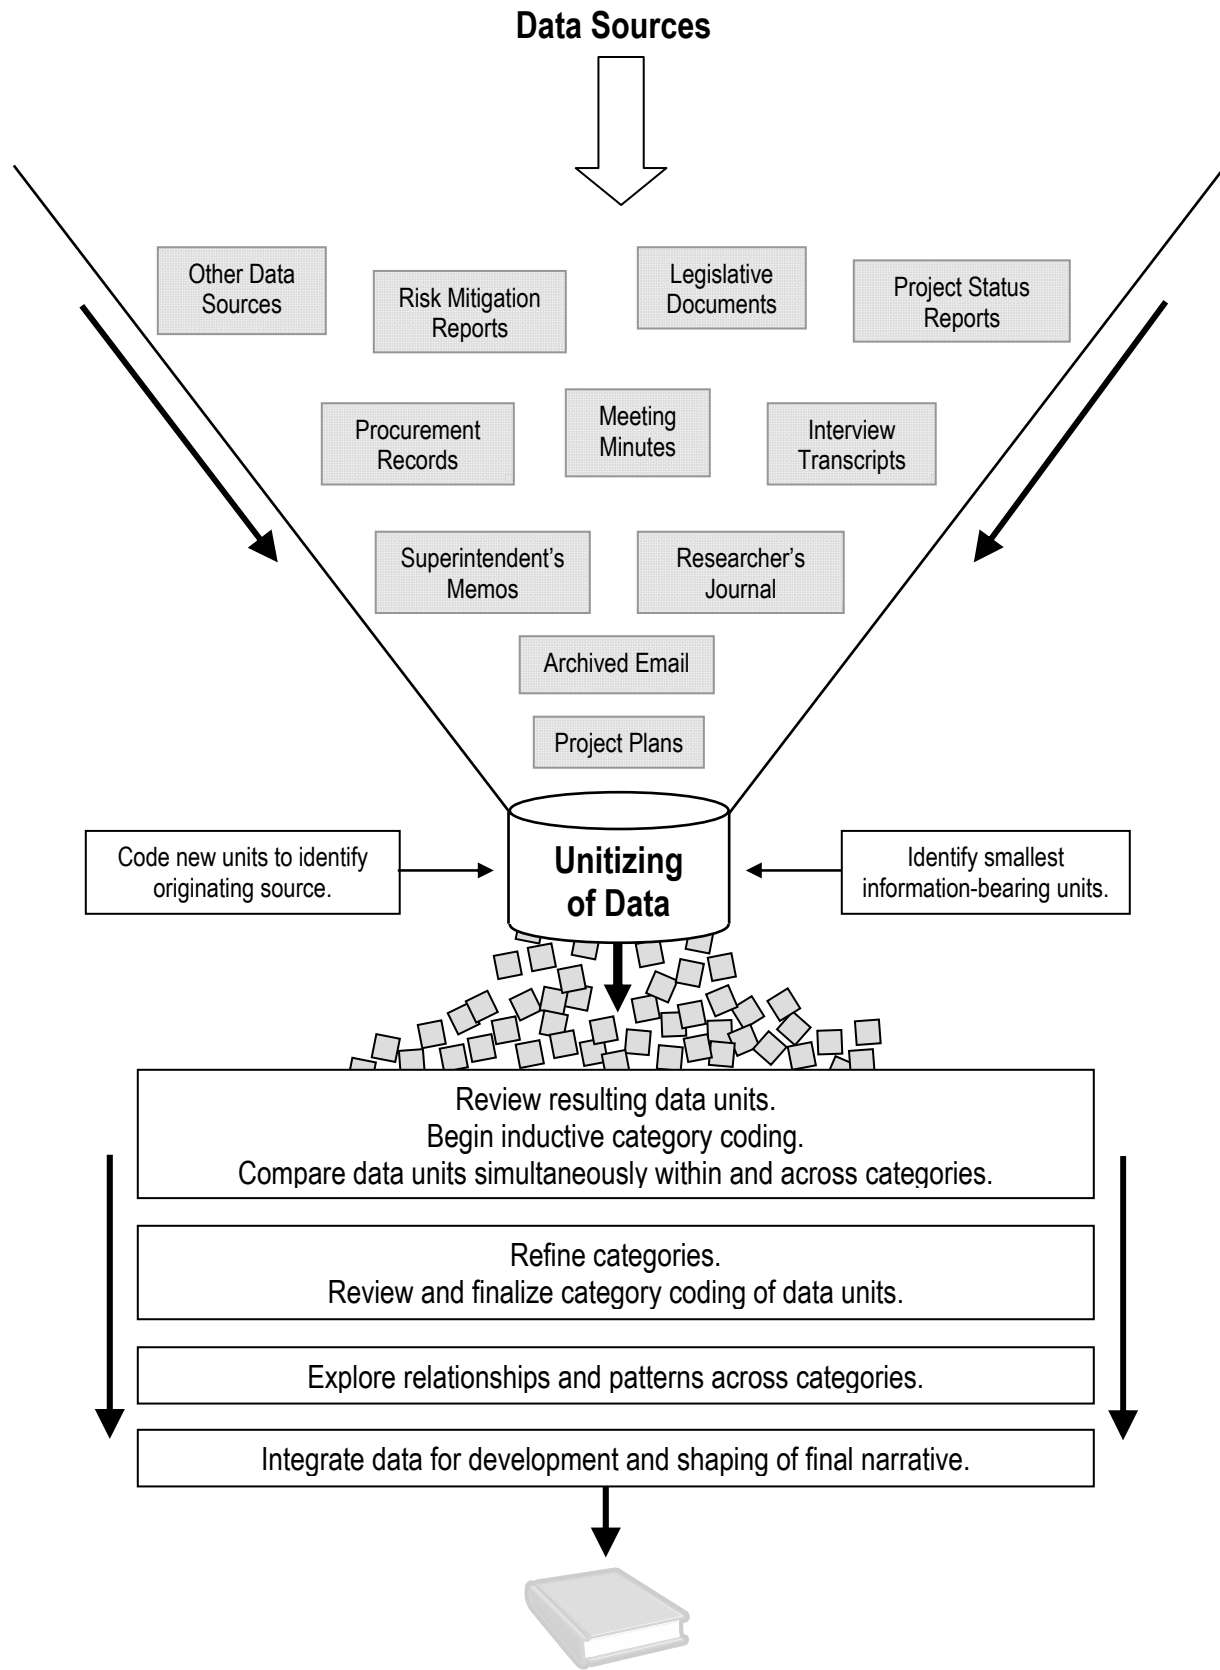 Data Sources
Other Data
Sources
Risk Mitigation
Reports
Legislative
Documents
Project Status
Reports
Procurement
Records
Meeting
Minutes
Interview
Transcripts
Superintendent’s
Memos
Researcher’s
Journal
Archived Email
Project Plans
Code new units to identify
originating source.
Unitizing
of Data
Identify smallest
information-bearing units.
Review resulting data units.
Begin inductive category coding.
Compare data units simultaneously within and across categories.
Refine categories.
Review and finalize category coding of data units.
Explore relationships and patterns across categories.
Integrate data for development and shaping of final narrative.